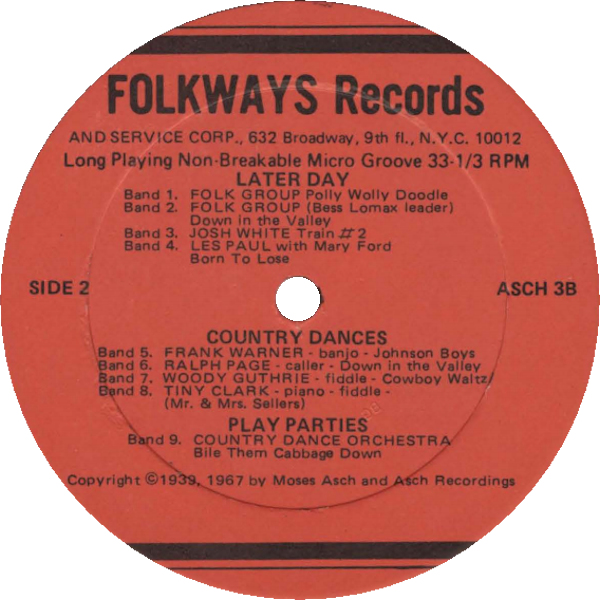 FOLKWAYS Records
AND SERVICE CORP., 632 Broadway, 9th fl., N.Y.C. 10012
Long Playing Non-Breakable Micro Groove 33-1/3 RPM
LATER DAY
Band 1. FOLK GROUP Polly Wolly Doodle
Band 2. FOLK GROUP (Bess Lomax leader)
Down in the Valley
Band 3. JOSH WHITE Train # 2
Band 4. LES PAUL with Mary Ford
Born To Lose
SIDE 2
ASCH 3B
COUNTRY DANCES
Band 5. FRANK WARNER - banjo - Johnson Boys
Band 6. RALPH PAGE - caller - Down in the Valley
Band 7. WOODY GUTHRIE - fiddle - Cowboy Waltz
Band 8. TINY CLARK - piano - fiddle -
(Mr. & Mrs. Sellers)
PLAY PARTIES
Band 9. COUNTRY DANCE ORCHESTRA
Bile Them Cabbage Down
Copyright ©1939, 1967 by Moses Asch and Asch Recordings